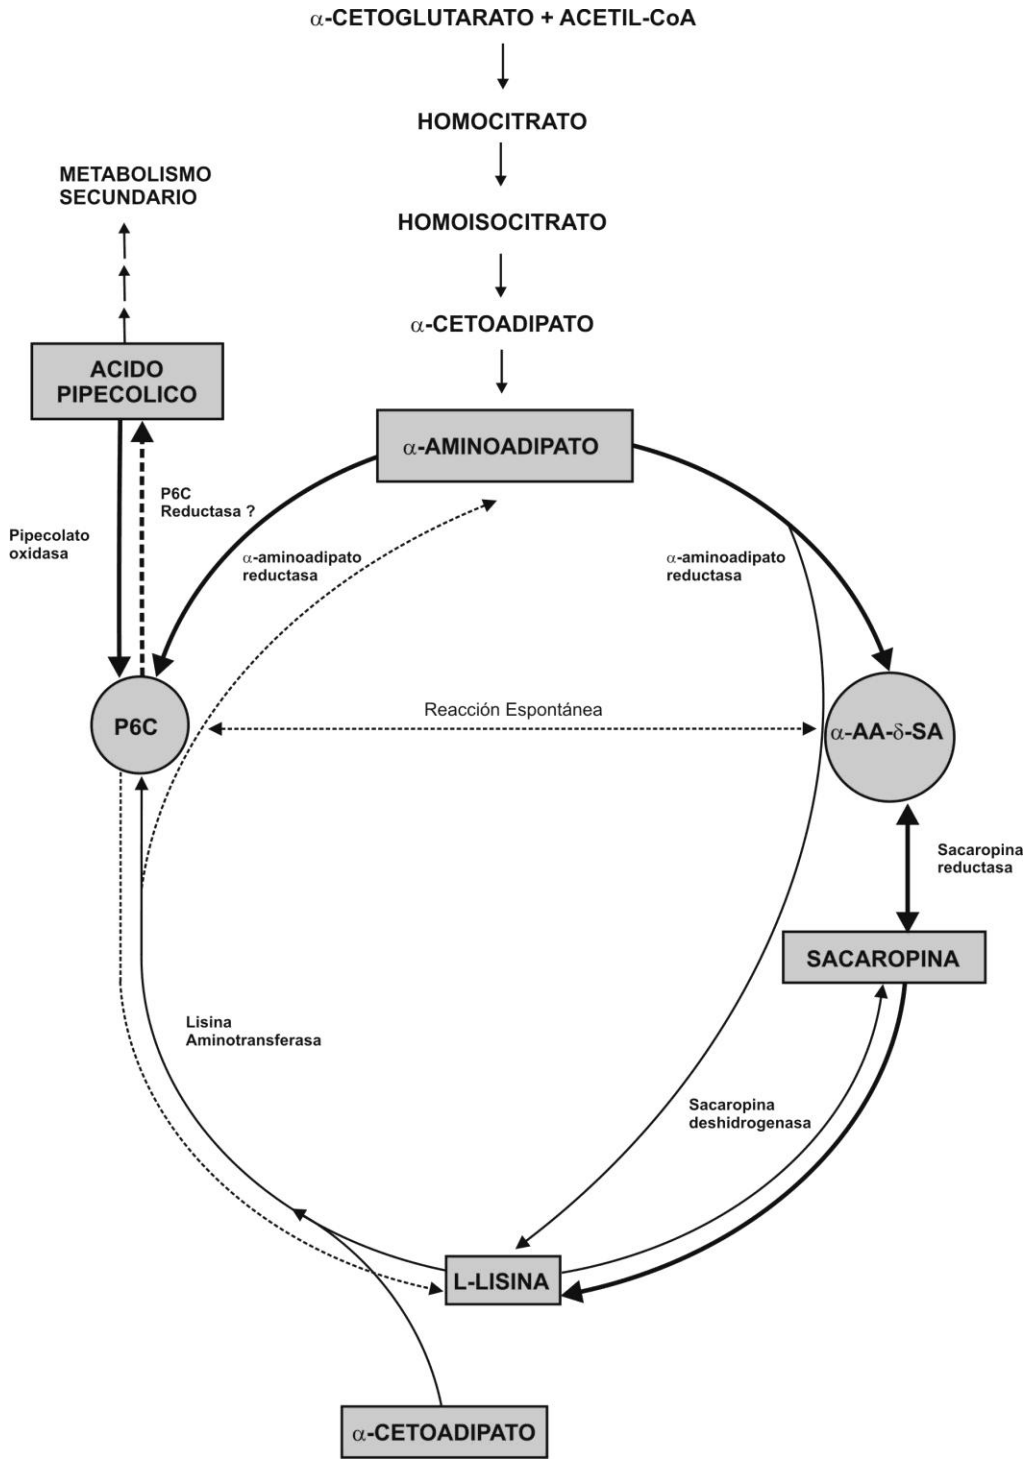 α-CETOGLUTARATO + ACETIL-CoA
HOMOCITRATO
METABOLISMO
SECUNDARIO
HOMOISOCITRATO
α-CETOADIPATO
ACIDO
PIPECOLICO
α-AMINOADIPATO
P6C
Reductasa ?
Pipecolato
oxidasa
α-aminoadipato
reductasa
α-aminoadipato
reductasa
Reacción Espontánea
P6C
α-AA-δ-SA
Sacaropina
reductasa
SACAROPINA
Lisina
Aminotransferasa
Sacaropina
deshidrogenasa
L-LISINA
α-CETOADIPATO